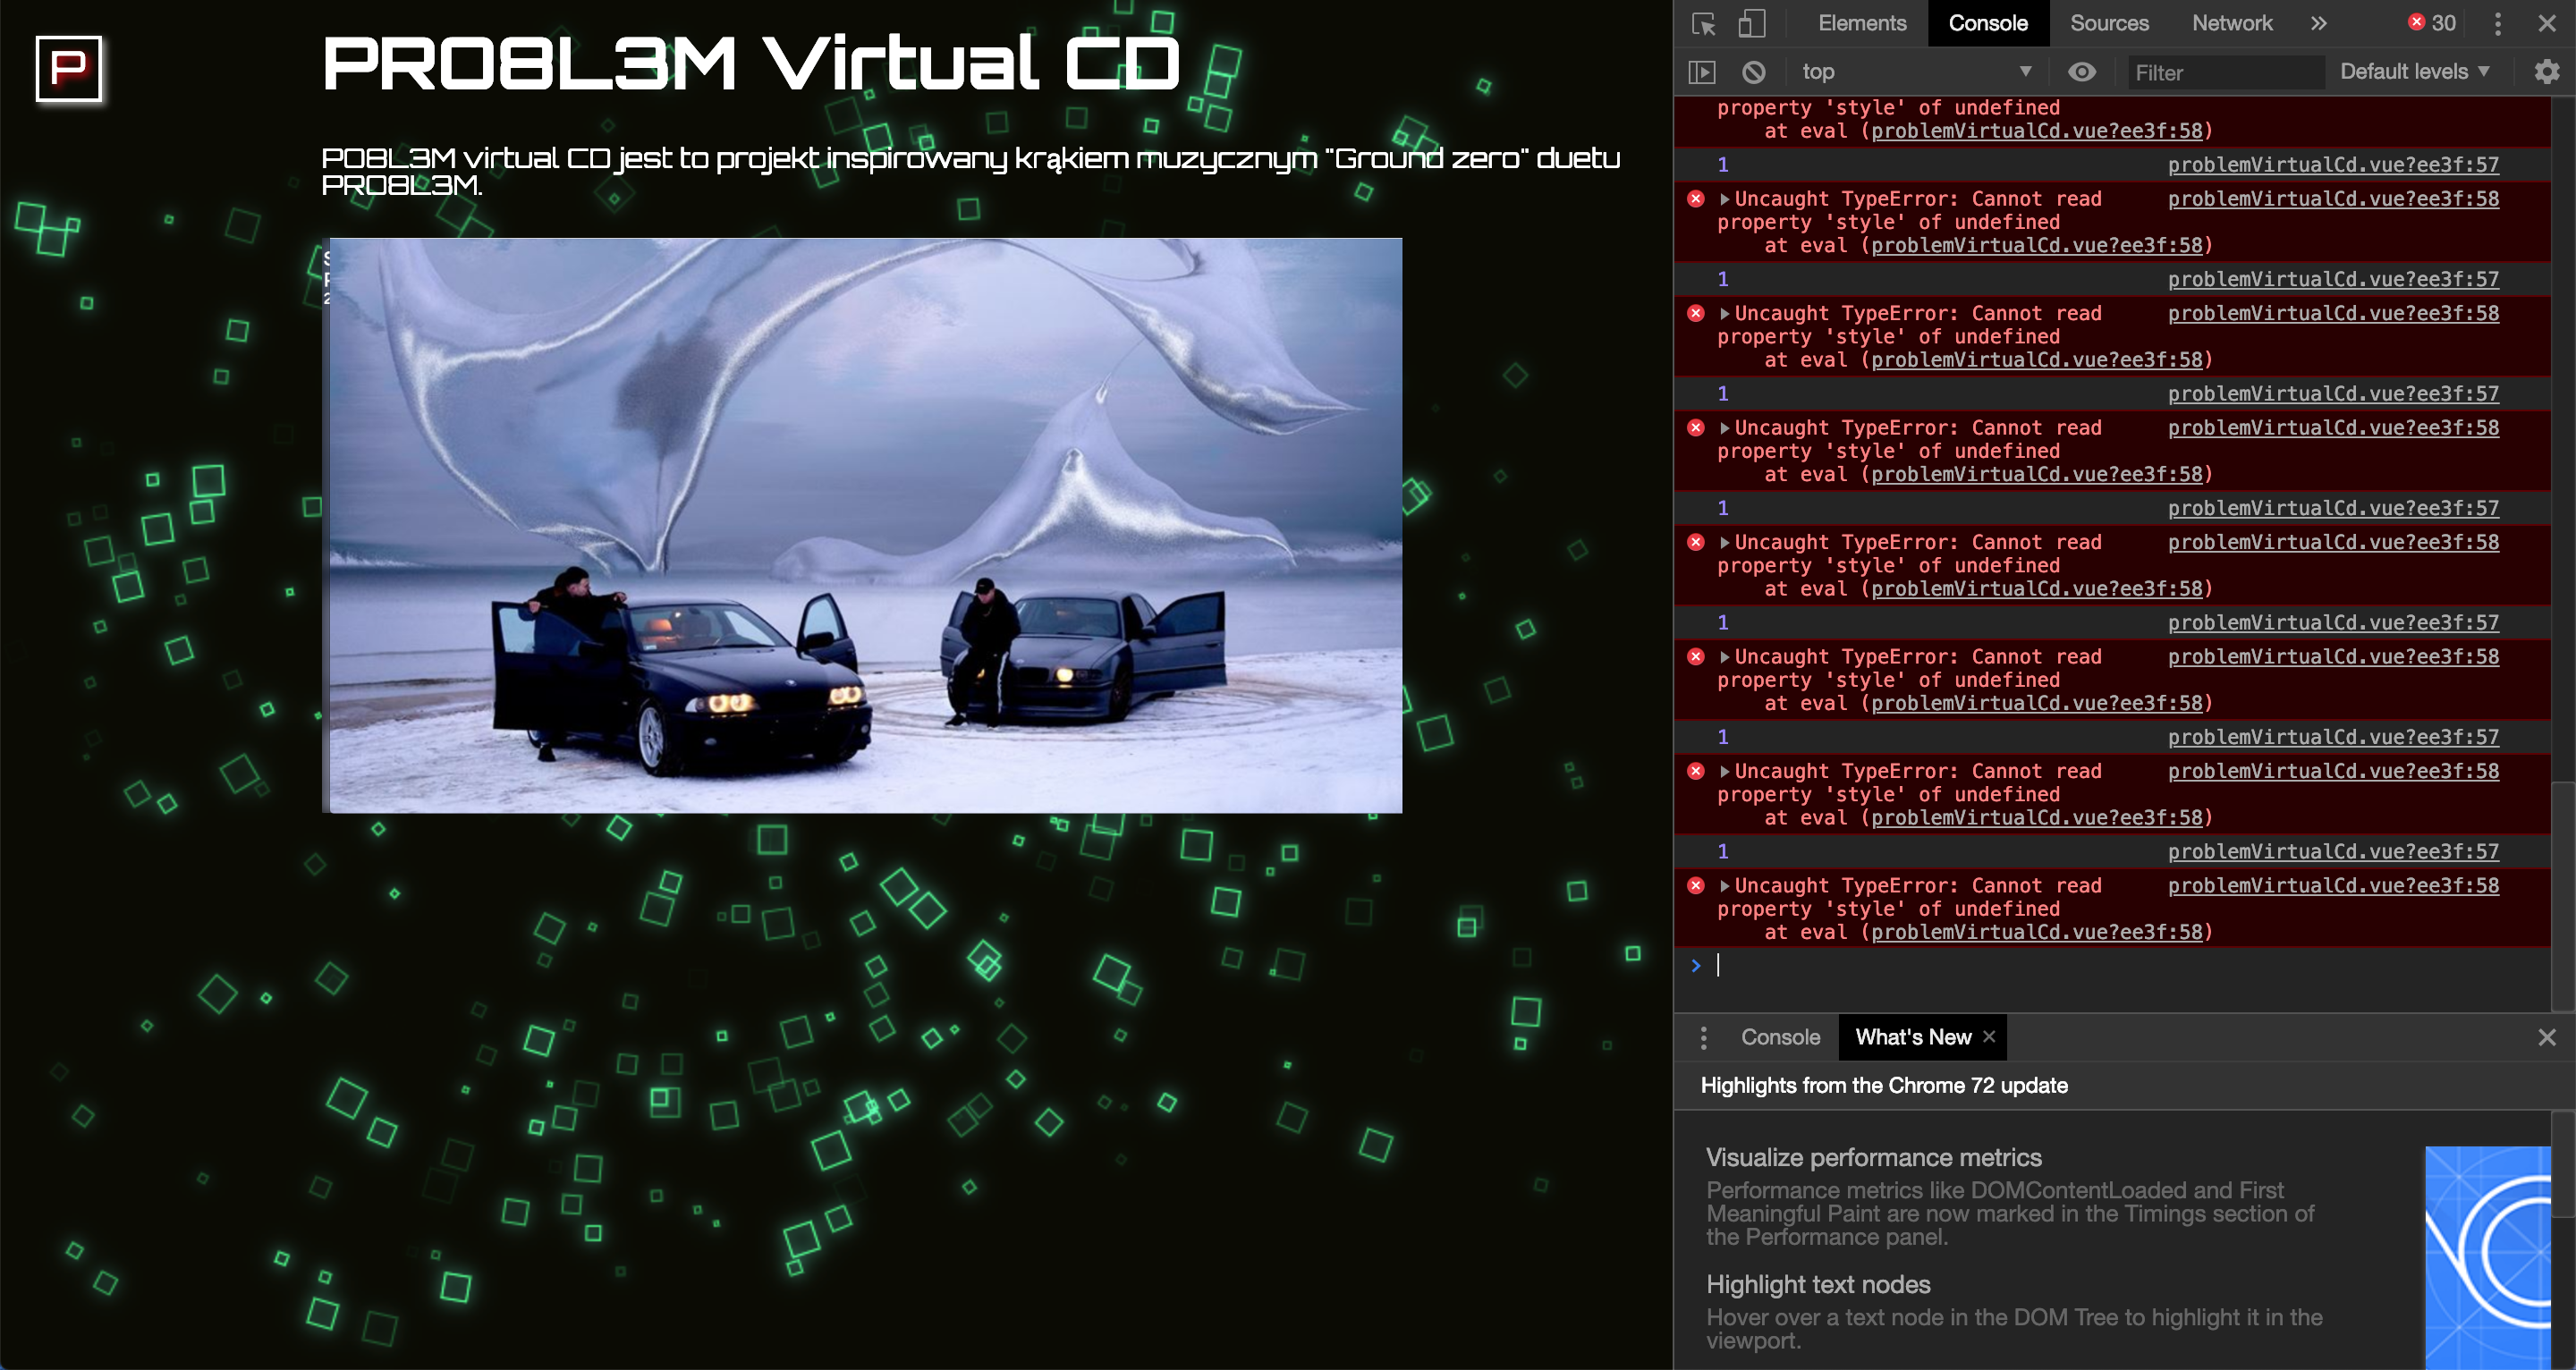 P
PRO8L3M Virtual CD
PO8L3M virtual CD jest to projekt inspirowany krąkiem muzycznym "Ground zero" duetu
PRO8L3M.
Elements Console Sources Network » 30
top Filter Default levels
property 'style' of undefined
at eval (problemVirtualCd.vue?ee3f:58)
1 problemVirtualCd.vue?ee3f:57
Uncaught TypeError: Cannot read problemVirtualCd.vue?ee3f:58
property 'style' of undefined
at eval (problemVirtualCd.vue?ee3f:58)
1 problemVirtualCd.vue?ee3f:57
Uncaught TypeError: Cannot read problemVirtualCd.vue?ee3f:58
property 'style' of undefined
at eval (problemVirtualCd.vue?ee3f:58)
1 problemVirtualCd.vue?ee3f:57
Uncaught TypeError: Cannot read problemVirtualCd.vue?ee3f:58
property 'style' of undefined
at eval (problemVirtualCd.vue?ee3f:58)
1 problemVirtualCd.vue?ee3f:57
Uncaught TypeError: Cannot read problemVirtualCd.vue?ee3f:58
property 'style' of undefined
at eval (problemVirtualCd.vue?ee3f:58)
1 problemVirtualCd.vue?ee3f:57
Uncaught TypeError: Cannot read problemVirtualCd.vue?ee3f:58
property 'style' of undefined
at eval (problemVirtualCd.vue?ee3f:58)
1 problemVirtualCd.vue?ee3f:57
Uncaught TypeError: Cannot read problemVirtualCd.vue?ee3f:58
property 'style' of undefined
at eval (problemVirtualCd.vue?ee3f:58)
1 problemVirtualCd.vue?ee3f:57
Uncaught TypeError: Cannot read problemVirtualCd.vue?ee3f:58
property 'style' of undefined
at eval (problemVirtualCd.vue?ee3f:58)
Console What's New
Highlights from the Chrome 72 update
Visualize performance metrics
Performance metrics like DOMContentLoaded and First
Meaningful Paint are now marked in the Timings section of
the Performance panel.
Highlight text nodes
Hover over a text node in the DOM Tree to highlight it in the
viewport.